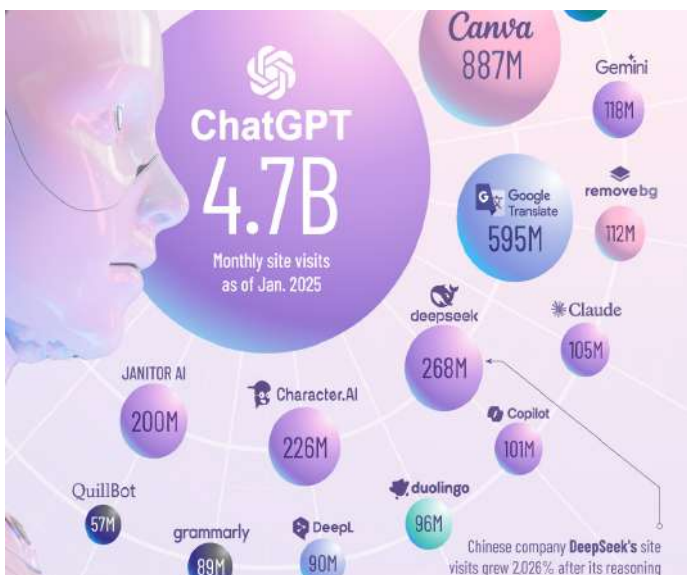 ChatGPT
4.7B
Monthly site visits
as of Jan. 2025
Canva
887M
Gemini
118M
Google
Translate
595M
removebg
112M
deepseek
268M
Claude
105M
JANITOR AI
200M
Character.AI
226M
Copilot
101M
QuillBot
57M
grammarly
89M
DeepL
90M
duolingo
96M
Chinese company DeepSeek's site
visits grew 2,026% after its reasoning